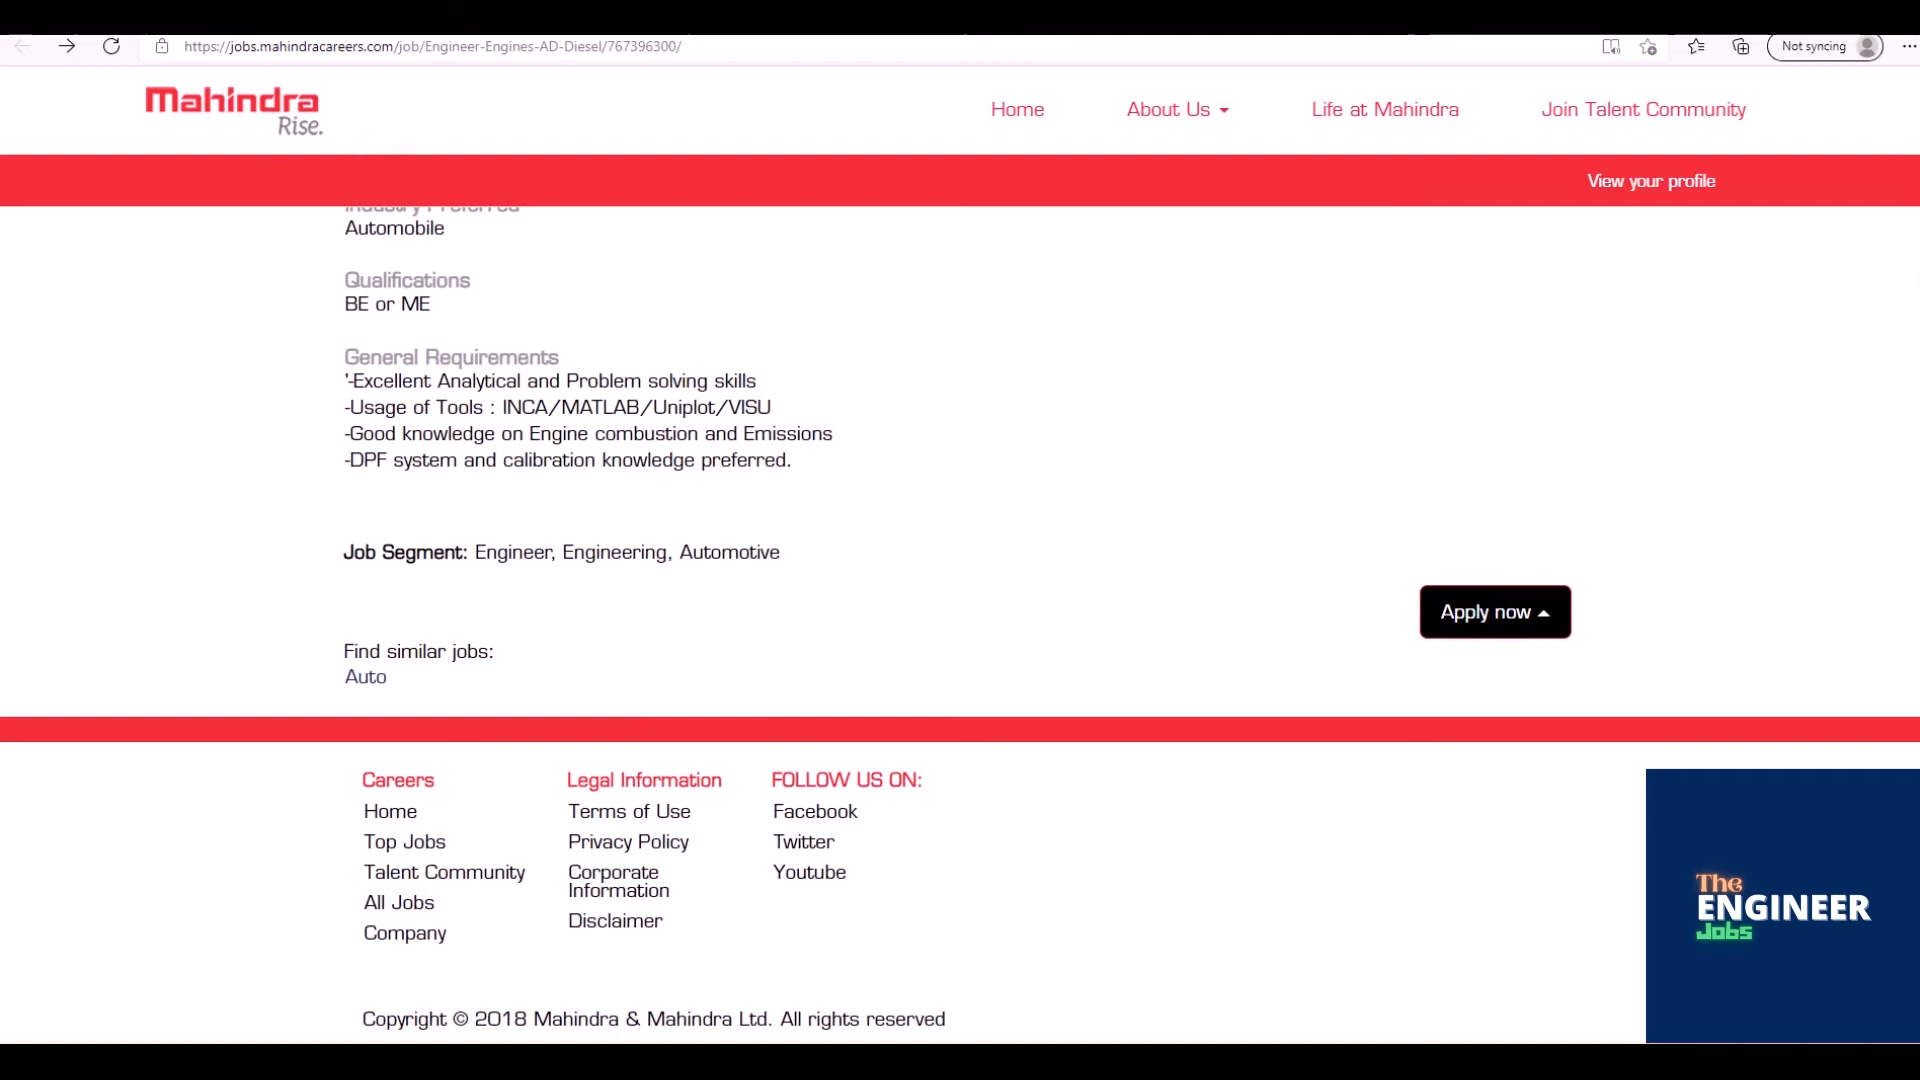 https://jobs.mahindracareers.com/job/Engineer-Engines-AD-Diesel/767396300/
Not syncing
Mahindra
Rise.
Home
About Us
Life at Mahindra
Join Talent Community
View your profile
Industry Preferred
Automobile
Qualifications
BE or ME
General Requirements
'-Excellent Analytical and Problem solving skills
-Usage of Tools : INCA/MATLAB/Uniplot/VISU
-Good knowledge on Engine combustion and Emissions
-DPF system and calibration knowledge preferred.
Job Segment: Engineer, Engineering, Automotive
Apply now
Find similar jobs:
Auto
Careers
Home
Top Jobs
Talent Community
All Jobs
Company
Legal Information
Terms of Use
Privacy Policy
Corporate
Information
Disclaimer
FOLLOW US ON:
Facebook
Twitter
Youtube
The
ENGINEER
Jobs
Copyright © 2018 Mahindra & Mahindra Ltd. All rights reserved